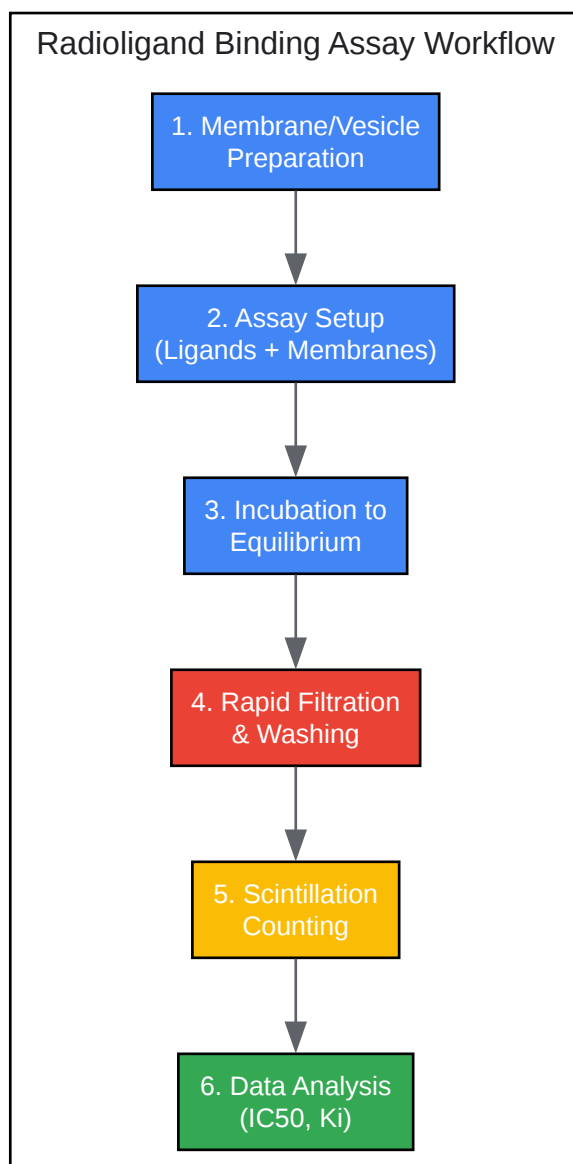 Radioligand Binding Assay Workflow
1. Membrane/Vesicle
Preparation
2. Assay Setup
(Ligands + Membranes)
3. Incubation to
Equilibrium
4. Rapid Filtration
& Washing
5. Scintillation
Counting
6. Data Analysis
(IC50, Ki)